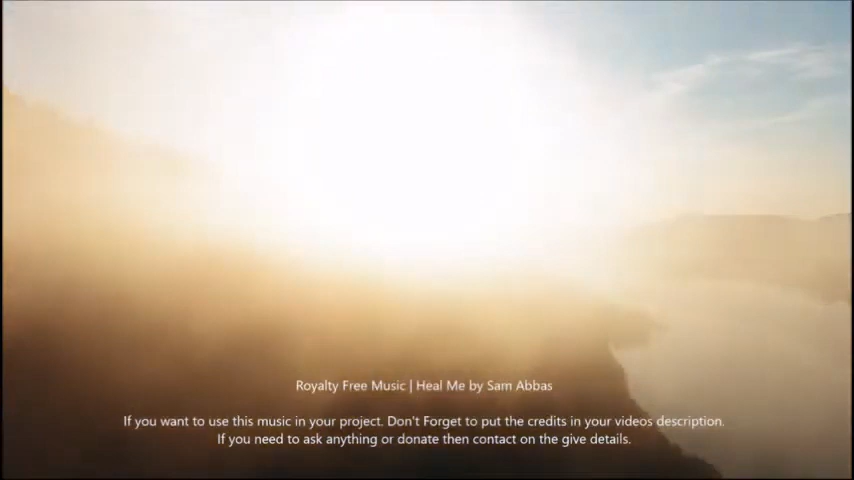 Royalty Free Music | Heal Me by Sam Abbas
If you want to use this music in your project. Don't Forget to put the credits in your videos description.
If you need to ask anything or donate then contact on the give details.